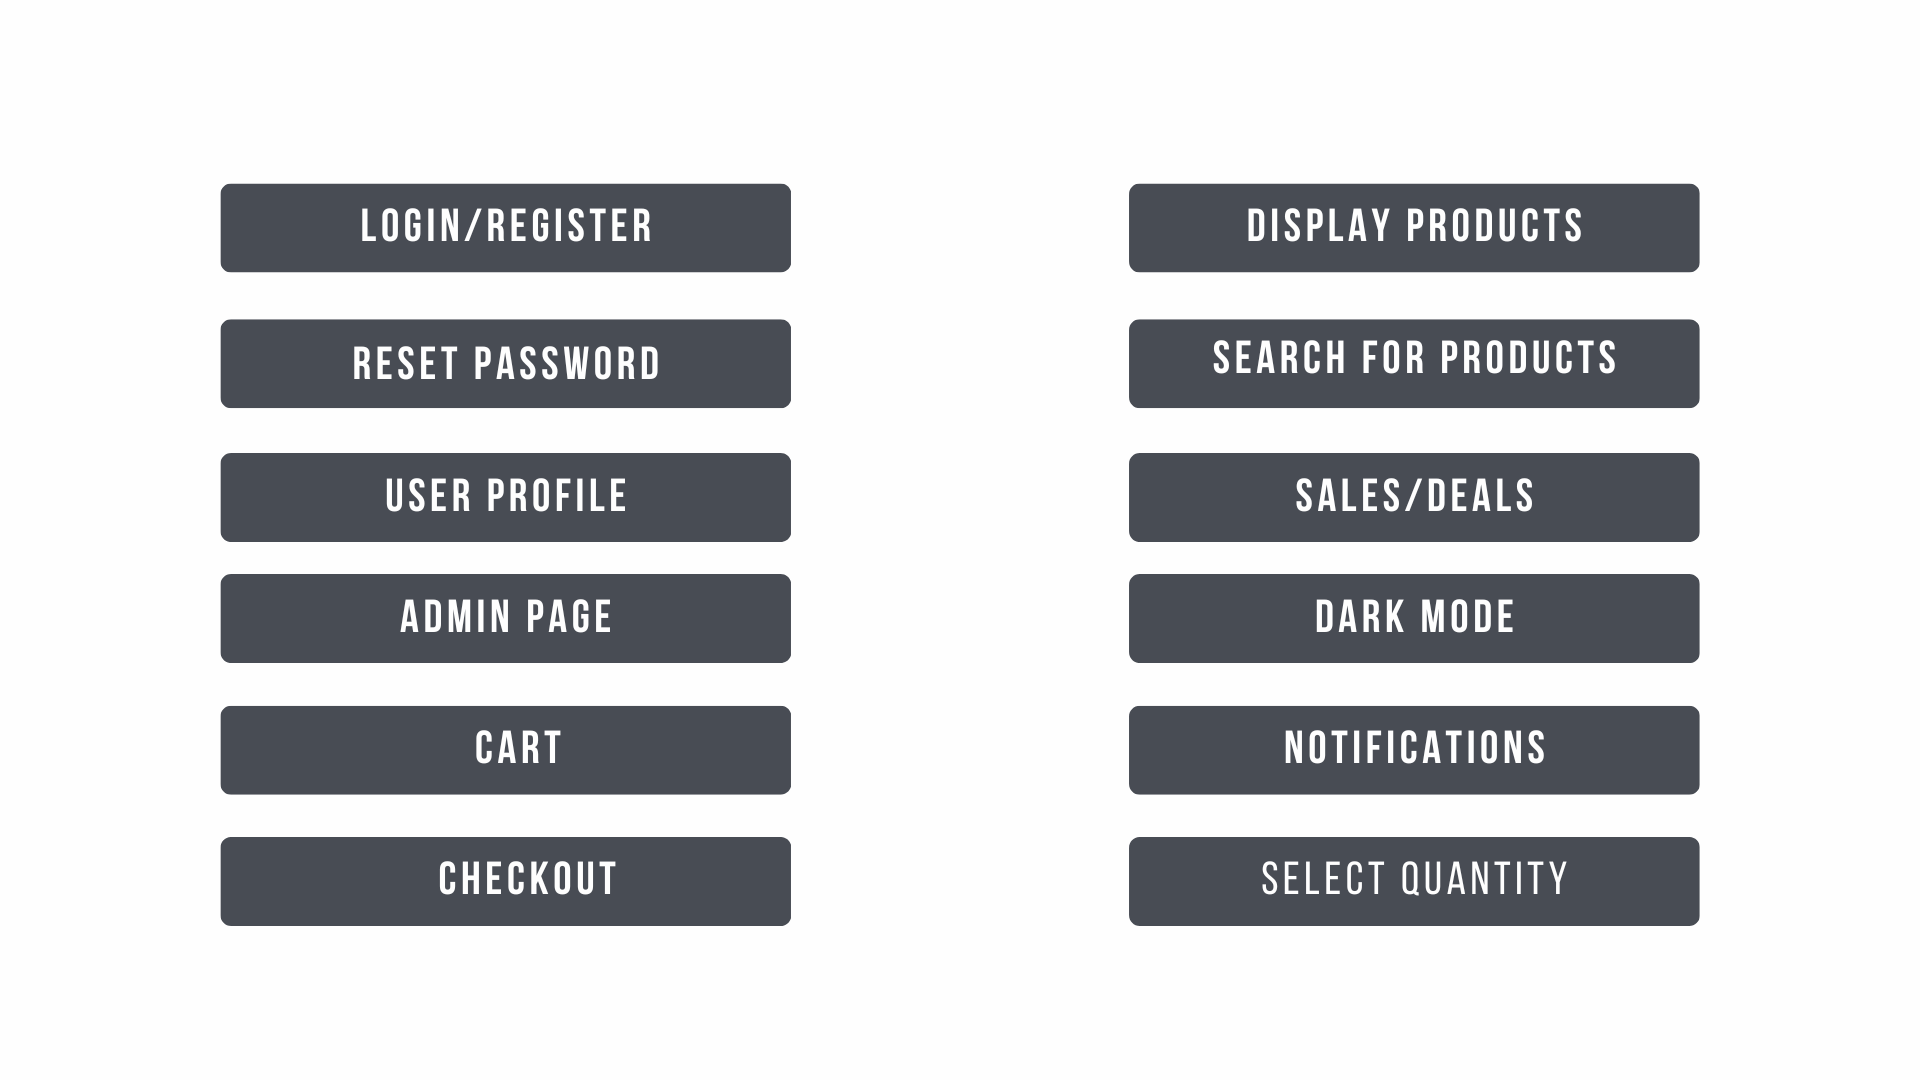 LOGIN/REGISTER
RESET PASSWORD
USER PROFILE
ADMIN PAGE
CART
CHECKOUT
DISPLAY PRODUCTS
SEARCH FOR PRODUCTS
SALES/DEALS
DARK MODE
NOTIFICATIONS
SELECT QUANTITY